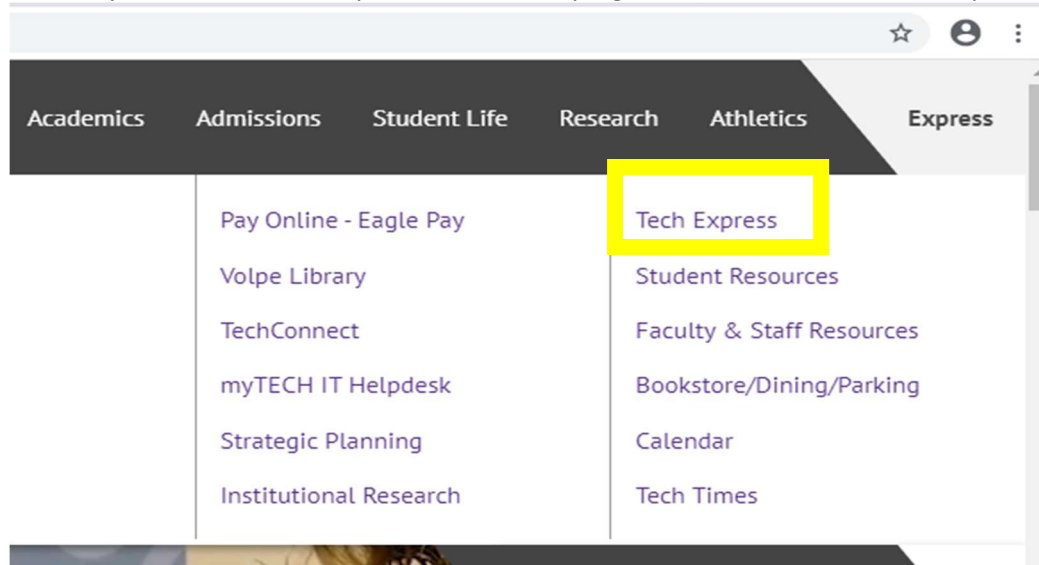 Academics Admissions Student Life Research Athletics Express
Pay Online - Eagle Pay
Volpe Library
TechConnect
myTECH IT Helpdesk
Strategic Planning
Institutional Research
Tech Express
Student Resources
Faculty & Staff Resources
Bookstore/Dining/Parking
Calendar
Tech Times